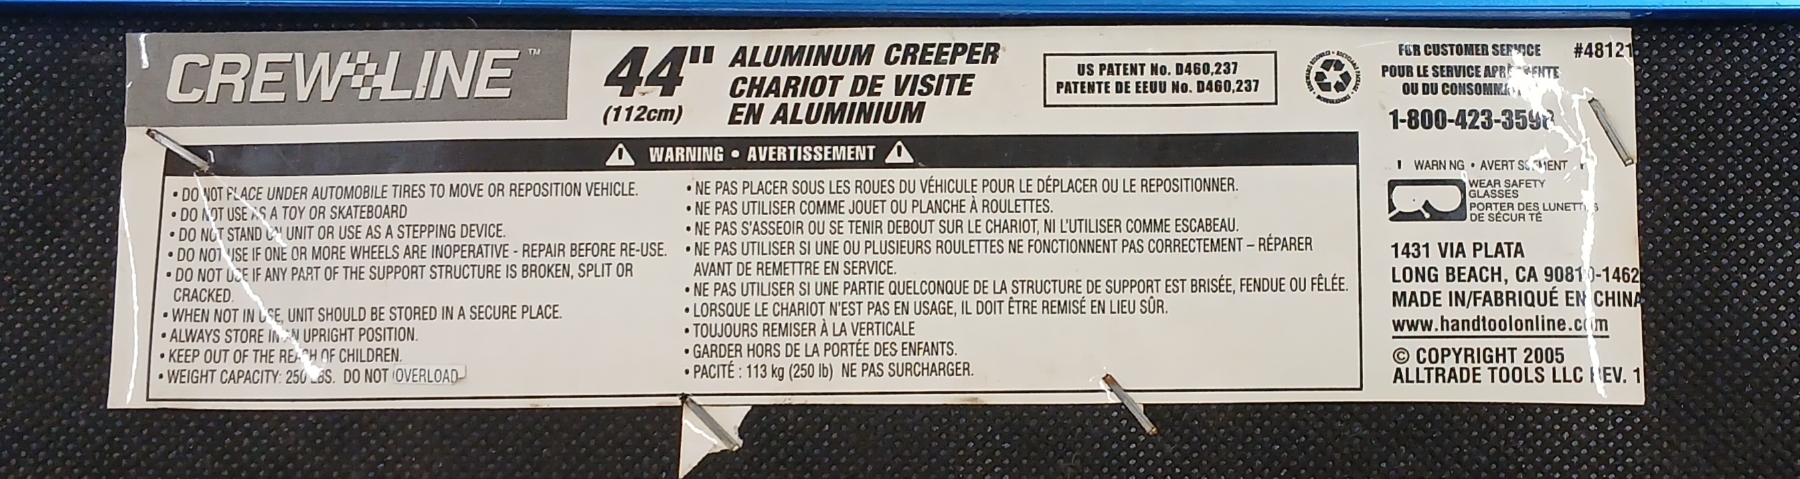 CREW LINE™
44"
(112cm)
ALUMINUM CREEPER
CHARIOT DE VISITE
EN ALUMINIUM
US PATENT No. D460,237
PATENTE DE EEUU No. D460,237
FOR CUSTOMER SERVICE
#48121
POUR LE SERVICE APRÈS VENTE
OU DU
1-800-423-3598
WARNING • AVERTISSEMENT
• DO NOT PLACE UNDER AUTOMOBILE TIRES TO MOVE OR REPOSITION VEHICLE.
• DO NOT USE AS A TOY OR SKATEBOARD
• DO NOT STAND ON UNIT OR USE AS A STEPPING DEVICE.
• DO NOT USE IF ONE OR MORE WHEELS ARE INOPERATIVE - REPAIR BEFORE RE-USE.
• DO NOT USE IF ANY PART OF THE SUPPORT STRUCTURE IS BROKEN, SPLIT OR
CRACKED.
• WHEN NOT IN USE, UNIT SHOULD BE STORED IN A SECURE PLACE.
• ALWAYS STORE IN AN UPRIGHT POSITION.
• KEEP OUT OF THE REACH OF CHILDREN.
• WEIGHT CAPACITY: 250 LBS. DO NOT OVERLOAD
• NE PAS PLACER SOUS LES ROUES DU VÉHICULE POUR LE DÉPLACER OU LE REPOSITIONNER.
• NE PAS UTILISER COMME JOUET OU PLANCHE À ROULETTES.
• NE PAS S'ASSEOIR OU SE TENIR DEBOUT SUR LE CHARIOT, NI L'UTILISER COMME ESCABEAU.
• NE PAS UTILISER SI UNE OU PLUSIEURS ROULETTES NE FONCTIONNENT PAS CORRECTEMENT – RÉPARER
AVANT DE REMETTRE EN SERVICE.
• NE PAS UTILISER SI UNE PARTIE QUELCONQUE DE LA STRUCTURE DE SUPPORT EST BRISÉE, FENDUE OU FÊLÉE.
• LORSQUE LE CHARIOT N'EST PAS EN USAGE, IL DOIT ÊTRE REMISÉ EN LIEU SÛR.
• TOUJOURS REMISER À LA VERTICALE
• GARDER HORS DE LA PORTÉE DES ENFANTS.
• PACITÉ : 113 kg (250 lb) NE PAS SURCHARGER.
WARNING • AVERTISSEMENT
WEAR SAFETY
GLASSES
PORTER DES LUNETTES
DE SÉCURITÉ
1431 VIA PLATA
LONG BEACH, CA 90810-1462
MADE IN/FABRIQUÉ EN CHINA
www.handtoolonline.com
© COPYRIGHT 2005
ALLTRADE TOOLS LLC REV. 1